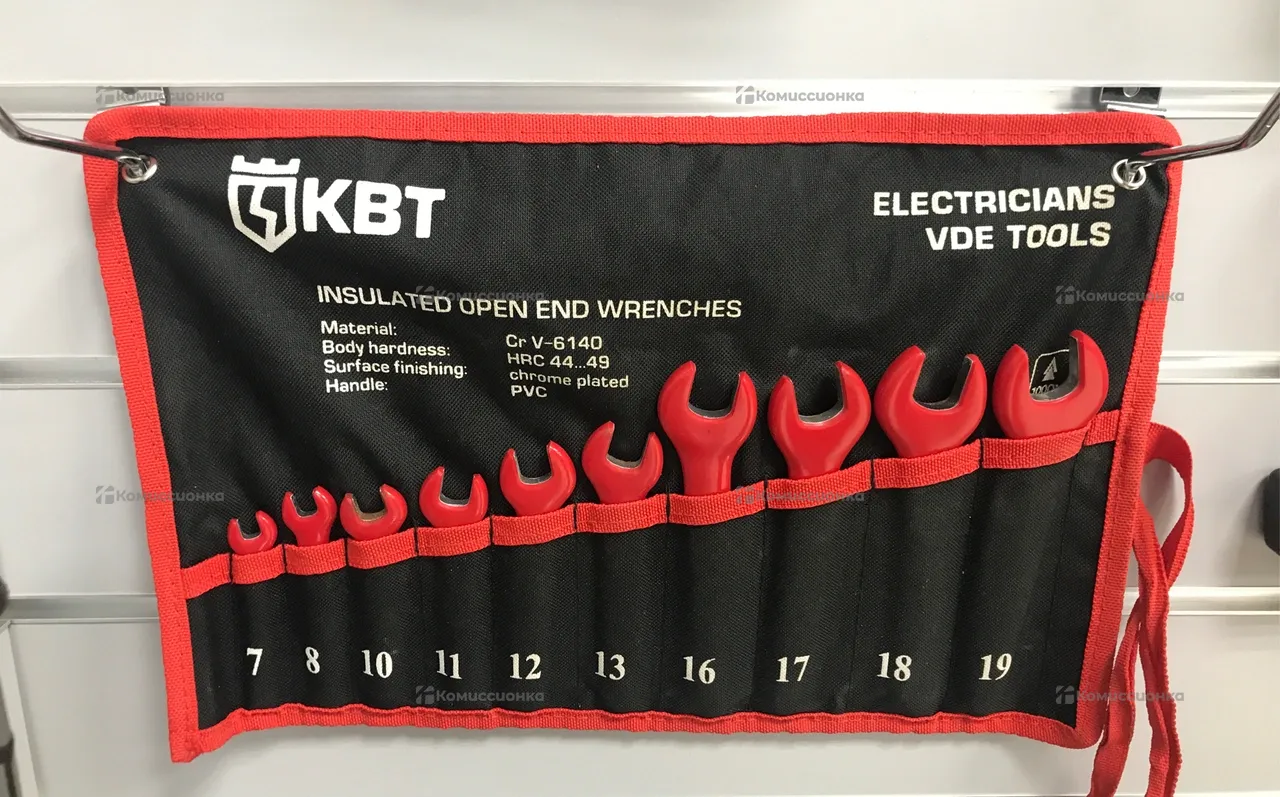 Комиссионка
Комиссионка
KBT
ELECTRICIANS
VDE TOOLS
INSULATED OPEN END WRENCHES
Комиссионка
Комиссионка
Material: Cr V-6140
Body hardness: HRC 44...49
Surface finishing: chrome plated
Handle: PVC
Комиссионка
Комиссионка
7 8 10 11 12 13 16 17 18 19
Комиссионка
Комиссионка